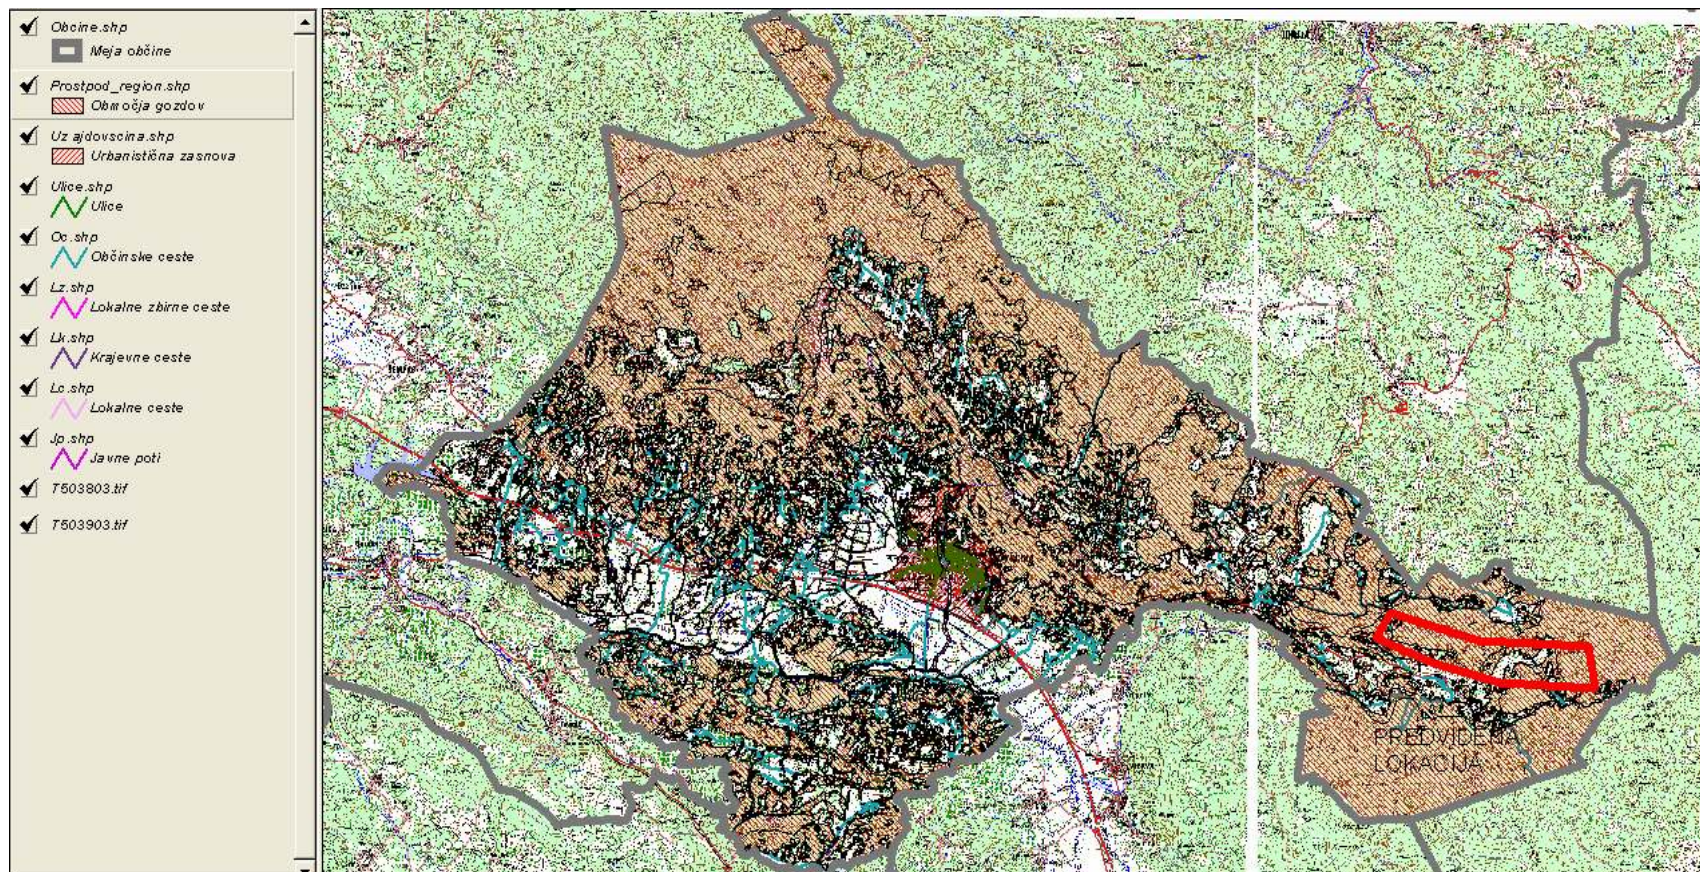 Obcine.shp
Meja občine
Prostpod_region.shp
Območja gozdov
Uz ajdovscina.shp
Urbanistična zasnova
Ulice.shp
Ulice
Oc.shp
Občinske ceste
Lz.shp
Lokalne zbirne ceste
Lk.shp
Krajevne ceste
Lc.shp
Lokalne ceste
Jp.shp
Javne poti
T503803.tif
T503903.tif
PREDVIDENA
LOKACIJA